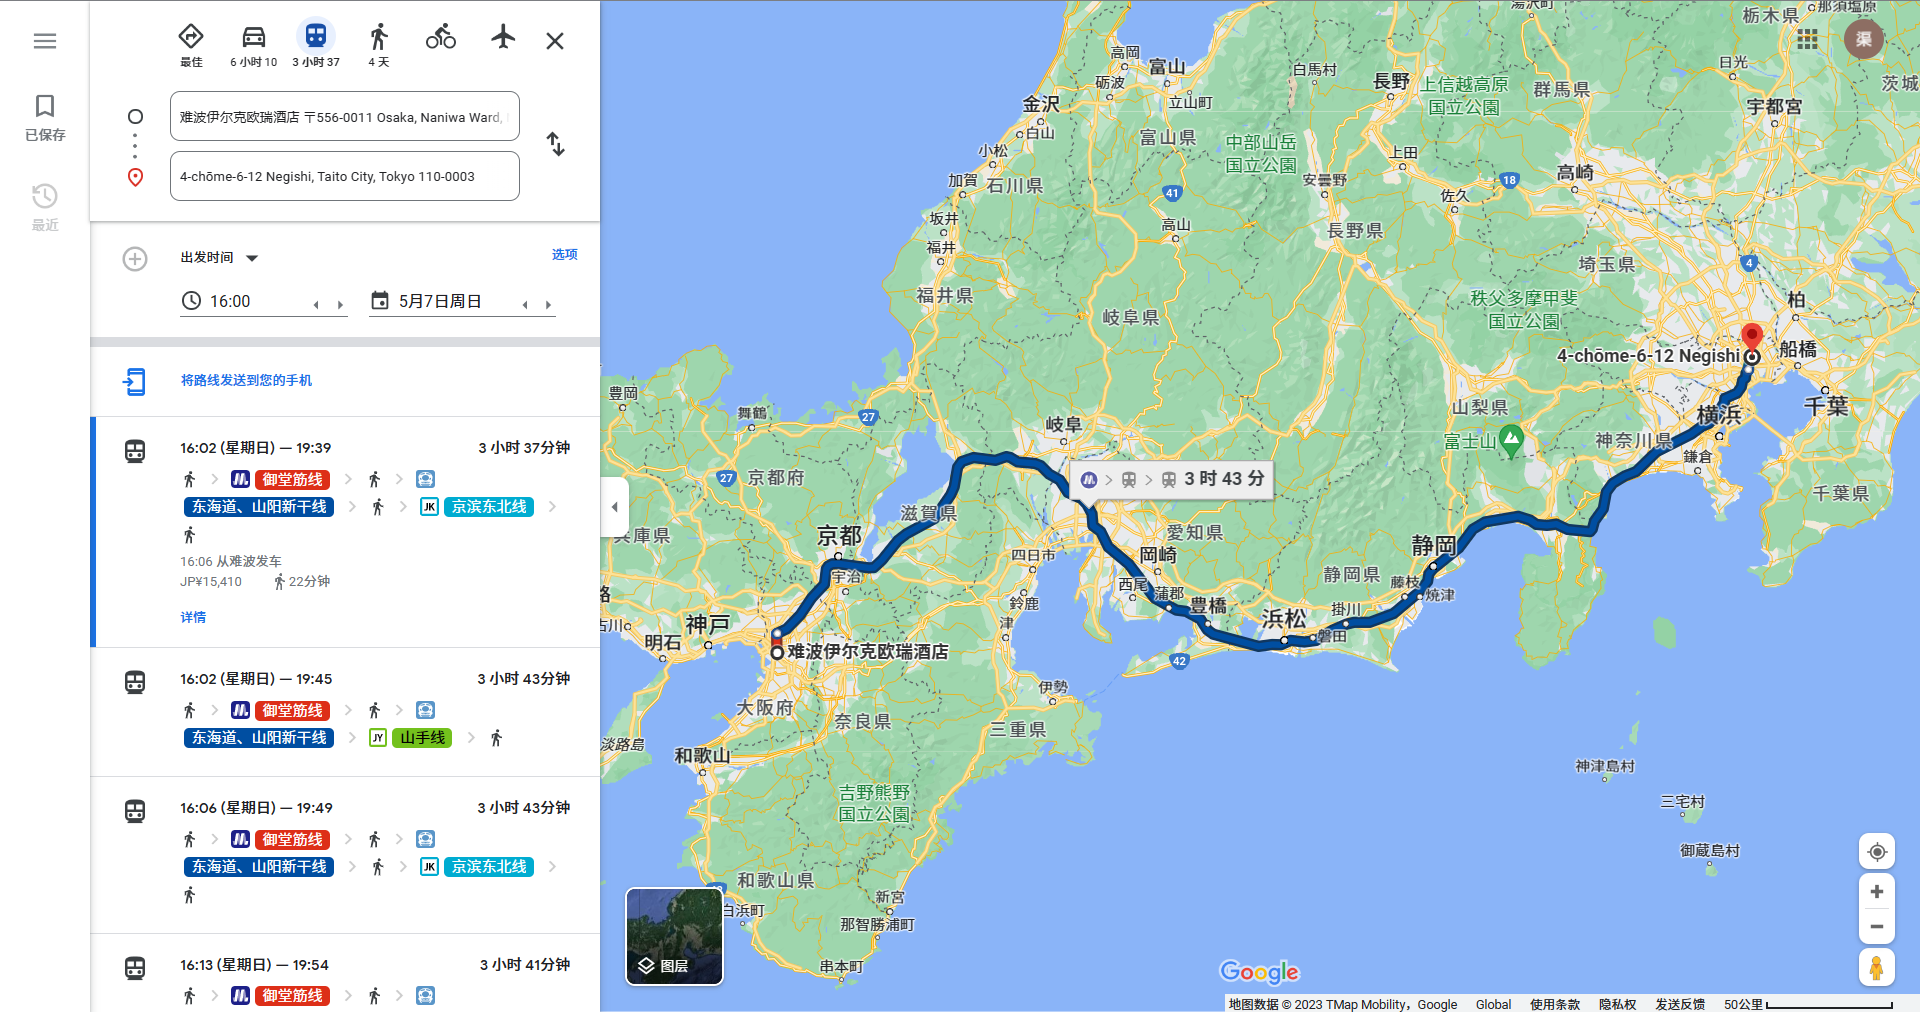 最佳
6 小时 10
3 小时 37
4 天
已保存
最近
难波伊尔克欧瑞酒店 〒556-0011 Osaka, Naniwa Ward,
4-chōme-6-12 Negishi, Taito City, Tokyo 110-0003
出发时间
选项
16:00
5月7日周日
将路线发送到您的手机
16:02 (星期日) — 19:39
3 小时 37分钟
御堂筋线
东海道、山阳新干线
JK 京滨东北线
16:06 从难波发车
JP¥15,410
22分钟
详情
16:02 (星期日) — 19:45
3 小时 43分钟
御堂筋线
东海道、山阳新干线
JY 山手线
16:06 (星期日) — 19:49
3 小时 43分钟
御堂筋线
东海道、山阳新干线
JK 京滨东北线
16:13 (星期日) — 19:54
3 小时 41分钟
御堂筋线
湯沢町
栃木県
那須塩原
渠
高岡
富山
砺波
立山町
白馬村
長野
上信越高原
国立公園
群馬県
日光
茨城
宇都宮
金沢
白山
富山県
中部山岳
国立公園
上田
小松
加賀
石川県
41
安曇野
18
佐久
高崎
坂井
福井
高山
長野県
埼玉県
4
福井県
岐阜県
秩父多摩甲斐
国立公園
柏
4-chōme-6-12 Negishi
船橋
豊岡
舞鶴
27
岐阜
山梨県
横浜
千葉
富士山
神奈川県
鎌倉
27
京都府
3 时 43 分
千葉県
滋賀県
兵庫県
京都
愛知県
岡崎
静岡
四日市
宇治
西尾
蒲郡
静岡県
藤枝
焼津
鈴鹿
豊橋
浜松
掛川
磐田
神戸
明石
津
难波伊尔克欧瑞酒店
42
伊勢
大阪府
奈良県
三重県
淡路島
和歌山
神津島村
吉野熊野
国立公園
三宅村
御蔵島村
和歌山県
白浜町
新宮
那智勝浦町
串本町
图层
Google
地图数据 © 2023 TMap Mobility，Google
Global
使用条款
隐私权
发送反馈
50公里